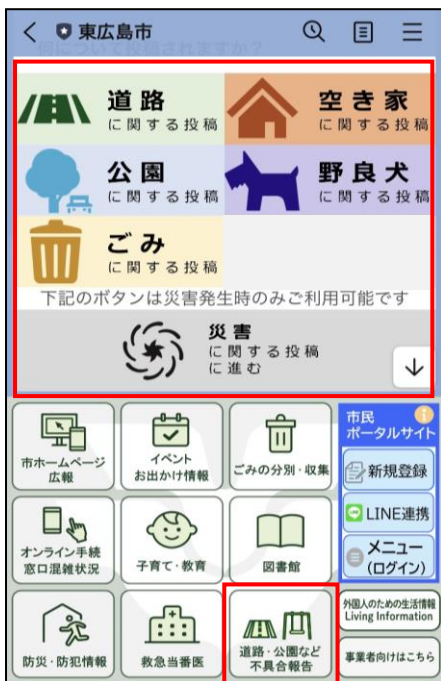 東広島市
何について投稿されますか？
道路
に関する投稿
空き家
に関する投稿
公園
に関する投稿
野良犬
に関する投稿
ごみ
に関する投稿
下記のボタンは災害発生時のみご利用可能です
災害
に関する投稿
に進む
市ホームページ
広報
イベント
お出かけ情報
ごみの分別・収集
市民
ポータルサイト
新規登録
LINE連携
メニュー
(ログイン)
オンライン手続
窓口混雑状況
子育て・教育
図書館
防災・防犯情報
救急当番医
道路・公園など
不具合報告
外国人のための生活情報
Living Information
事業者向けはこちら